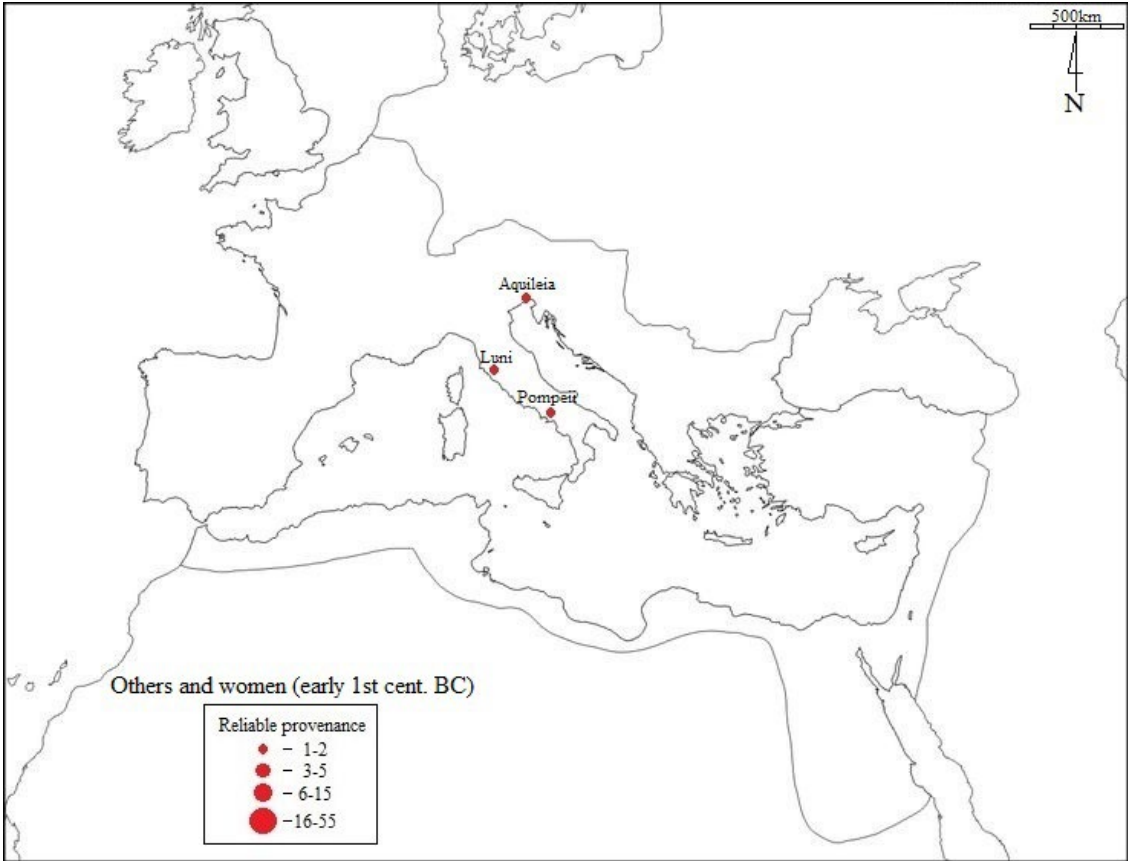 500km
N
Aquileia
Luni
Pompeii
Others and women (early 1st cent. BC)
Reliable provenance
– 1-2
– 3-5
– 6-15
–16-55